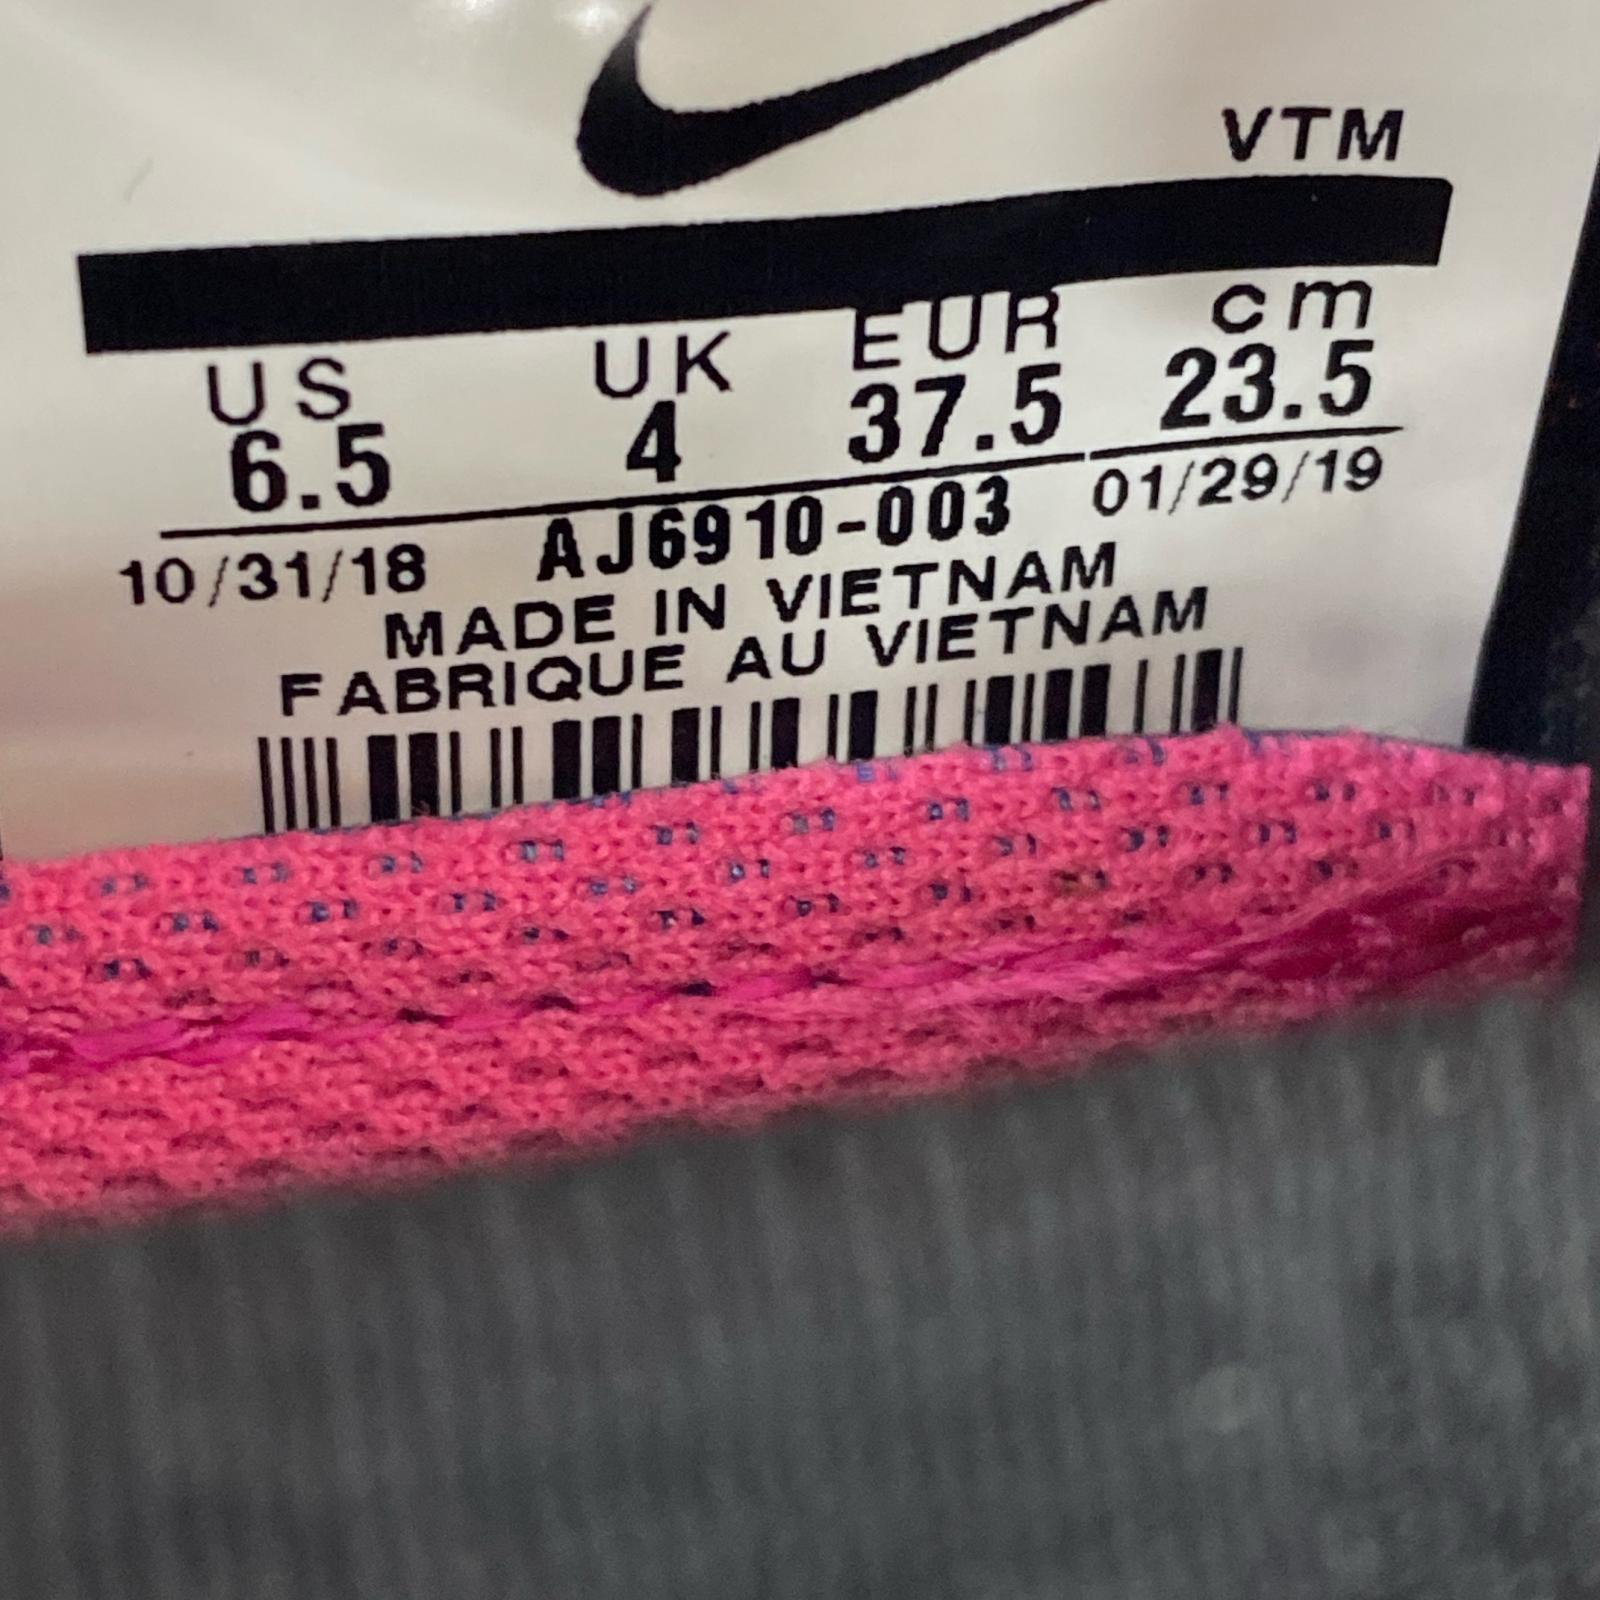 VTM
US UK EUR cm
6.5 4 37.5 23.5
10/31/18 AJ6910-003 01/29/19
MADE IN VIETNAM
FABRIQUE AU VIETNAM